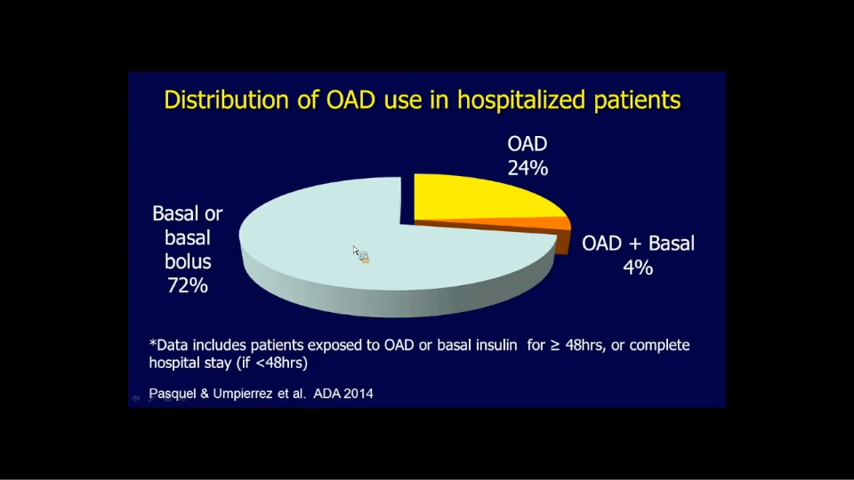 Distribution of OAD use in hospitalized patients
OAD
24%
Basal or
basal
bolus
72%
OAD + Basal
4%
*Data includes patients exposed to OAD or basal insulin for ≥ 48hrs, or complete
hospital stay (if <48hrs)
Pasquel & Umpierrez et al. ADA 2014